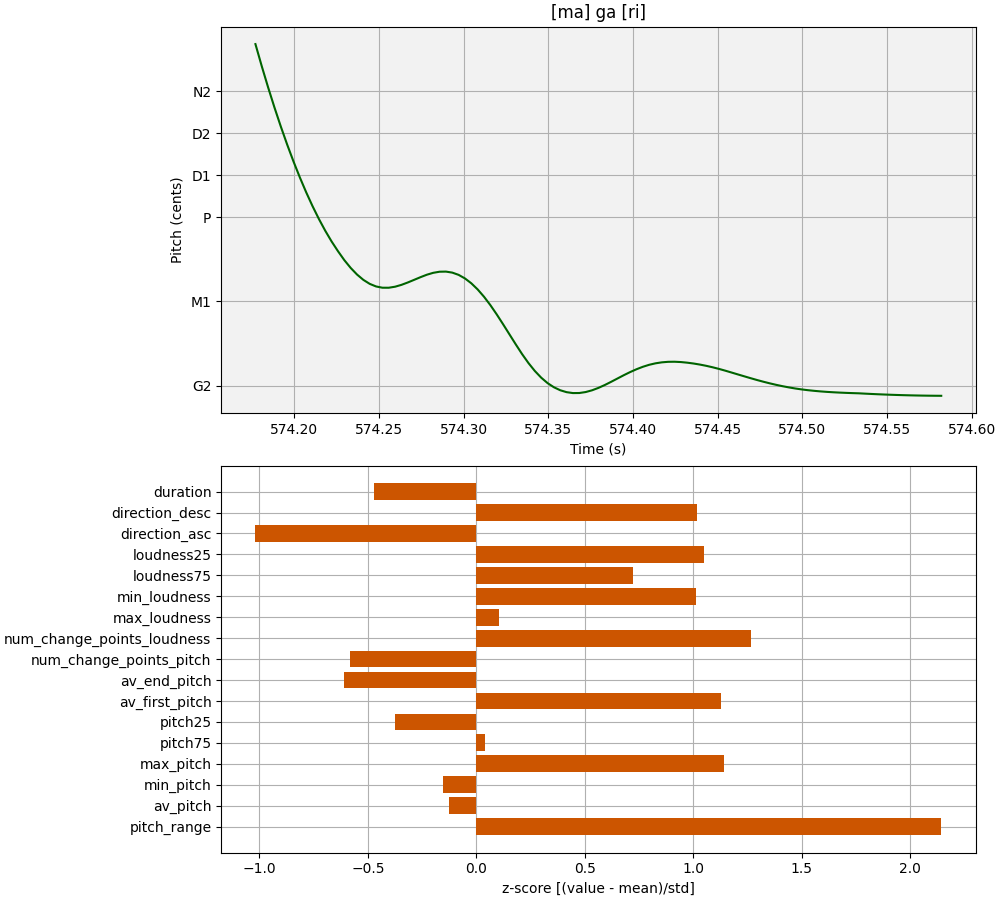 [ma] ga [ri]
Pitch (cents)
N2
D2
D1
P
M1
G2
574.20 574.25 574.30 574.35 574.40 574.45 574.50 574.55 574.60
Time (s)
duration
direction_desc
direction_asc
loudness25
loudness75
min_loudness
max_loudness
num_change_points_loudness
num_change_points_pitch
av_end_pitch
av_first_pitch
pitch25
pitch75
max_pitch
min_pitch
av_pitch
pitch_range
−1.0 −0.5 0.0 0.5 1.0 1.5 2.0
z-score [(value - mean)/std]